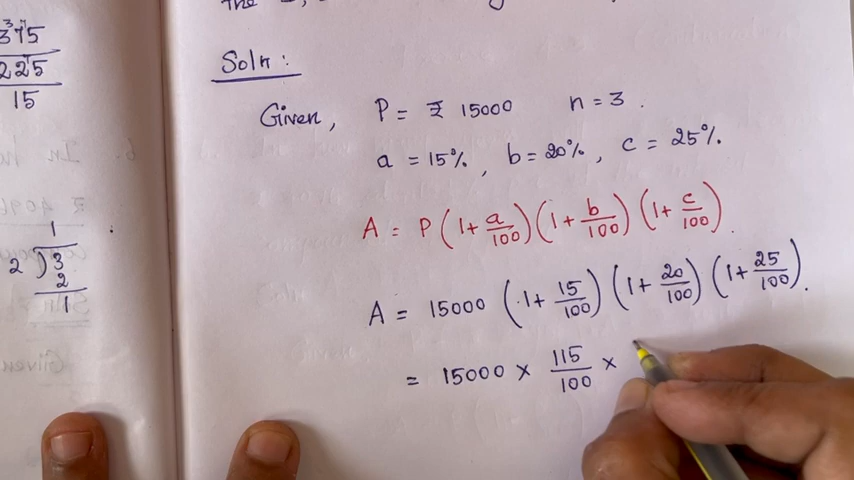 the
375
225
15
Soln:
Given, P = ₹ 15000 n = 3.
a = 15%, b = 20%, c = 25%.
A = P(1+a/100)(1+b/100)(1+c/100).
A = 15000 (1+15/100)(1+20/100)(1+25/100).
= 15000 × 115/100 ×
1
2)3
2
1